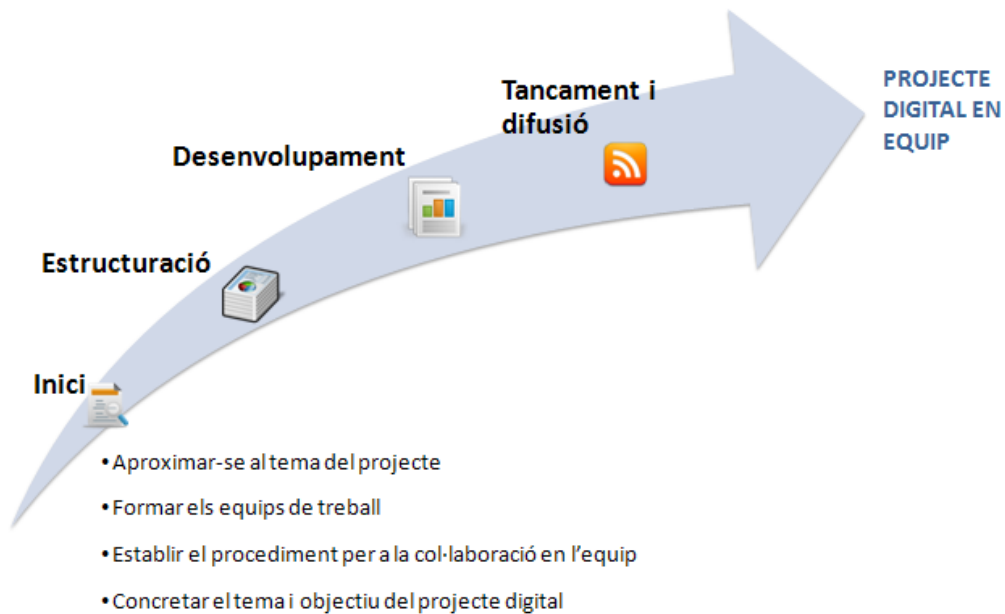 Tancament i
difusió
PROJECTE
DIGITAL EN
EQUIP
Desenvolupament
Estructuració
Inici
•Aproximar-se al tema del projecte
•Formar els equips de treball
•Establir el procediment per a la col·laboració en l’equip
•Concretar el tema i objectiu del projecte digital